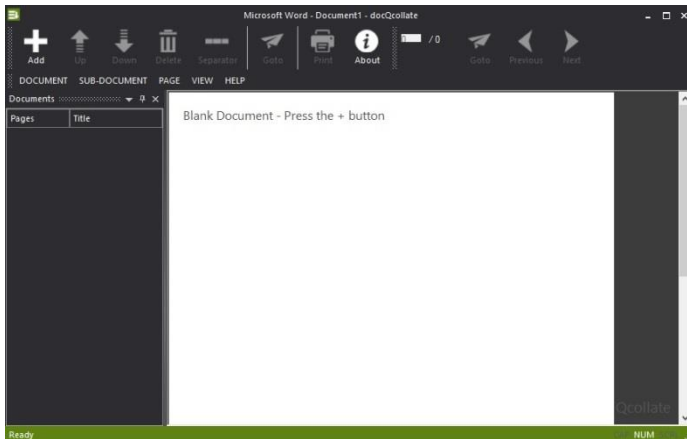 Microsoft Word - Document1 - docQcollate
Add Up Down Delete Separator Goto Print About / 0 Goto Previous Next
DOCUMENT SUB-DOCUMENT PAGE VIEW HELP
Documents
Pages Title
Blank Document - Press the + button
Qcollate
Ready NUM